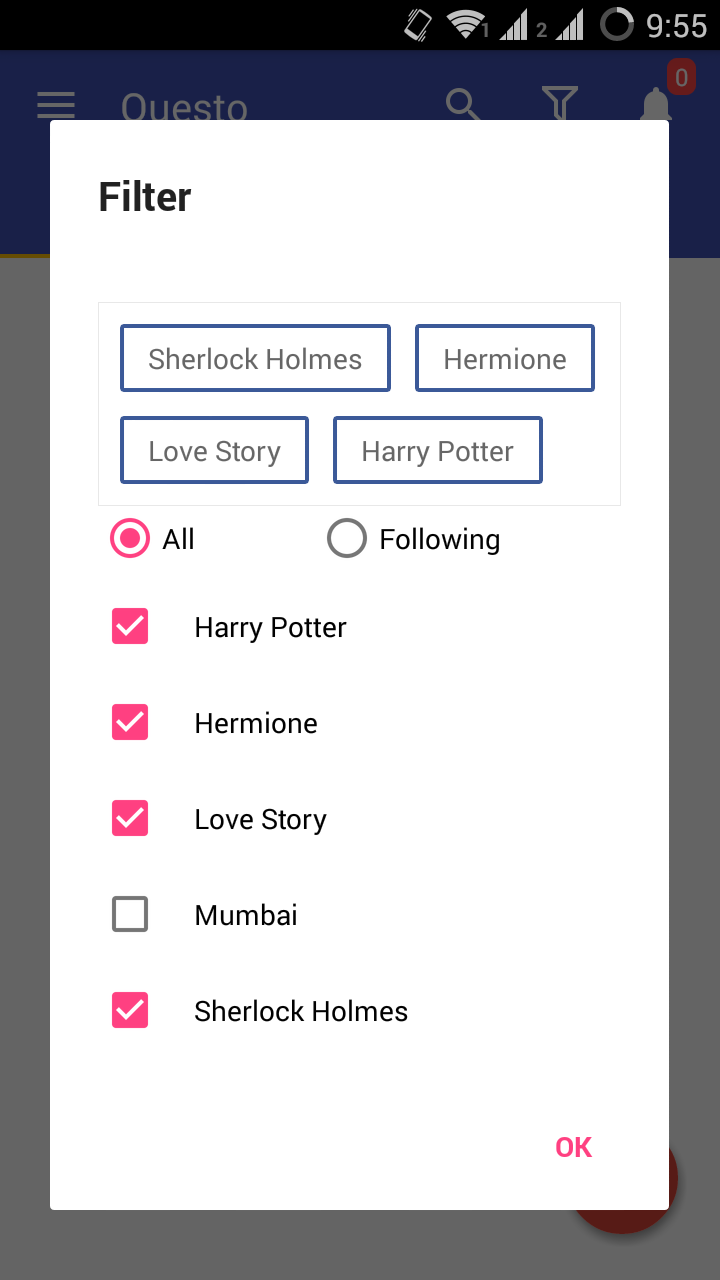 1 2 9:55
Questo 0
Filter
Sherlock Holmes Hermione
Love Story Harry Potter
All Following
Harry Potter
Hermione
Love Story
Mumbai
Sherlock Holmes
OK